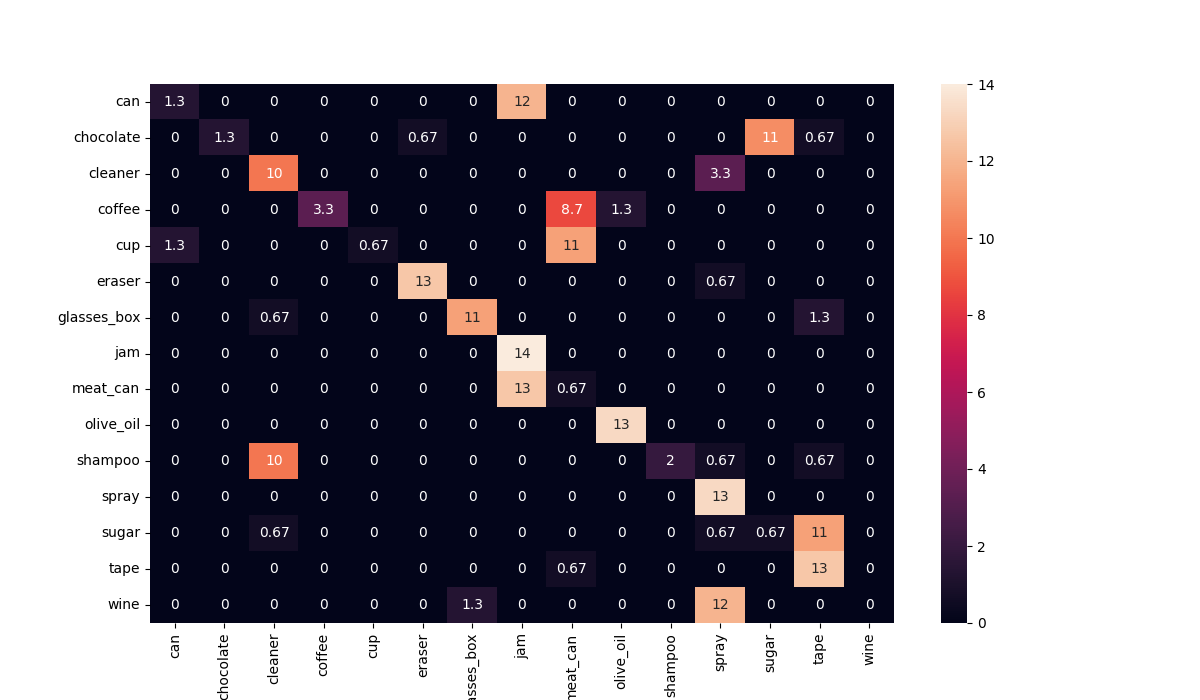 can 1.3 0 0 0 0 0 0 12 0 0 0 0 0 0 0
chocolate 0 1.3 0 0 0 0.67 0 0 0 0 0 0 11 0.67 0
cleaner 0 0 10 0 0 0 0 0 0 0 0 3.3 0 0 0
coffee 0 0 0 3.3 0 0 0 0 8.7 1.3 0 0 0 0 0
cup 1.3 0 0 0 0.67 0 0 0 11 0 0 0 0 0 0
eraser 0 0 0 0 0 13 0 0 0 0 0 0.67 0 0 0
glasses_box 0 0 0.67 0 0 0 11 0 0 0 0 0 0 1.3 0
jam 0 0 0 0 0 0 0 14 0 0 0 0 0 0 0
meat_can 0 0 0 0 0 0 0 13 0.67 0 0 0 0 0 0
olive_oil 0 0 0 0 0 0 0 0 0 13 0 0 0 0 0
shampoo 0 0 10 0 0 0 0 0 0 0 2 0.67 0 0.67 0
spray 0 0 0 0 0 0 0 0 0 0 0 13 0 0 0
sugar 0 0 0.67 0 0 0 0 0 0 0 0 0.67 0.67 11 0
tape 0 0 0 0 0 0 0 0 0.67 0 0 0 0 13 0
wine 0 0 0 0 0 0 1.3 0 0 0 0 12 0 0 0
can chocolate cleaner coffee cup eraser asses_box jam meat_can olive_oil shampoo spray sugar tape wine
14
12
10
8
6
4
2
0